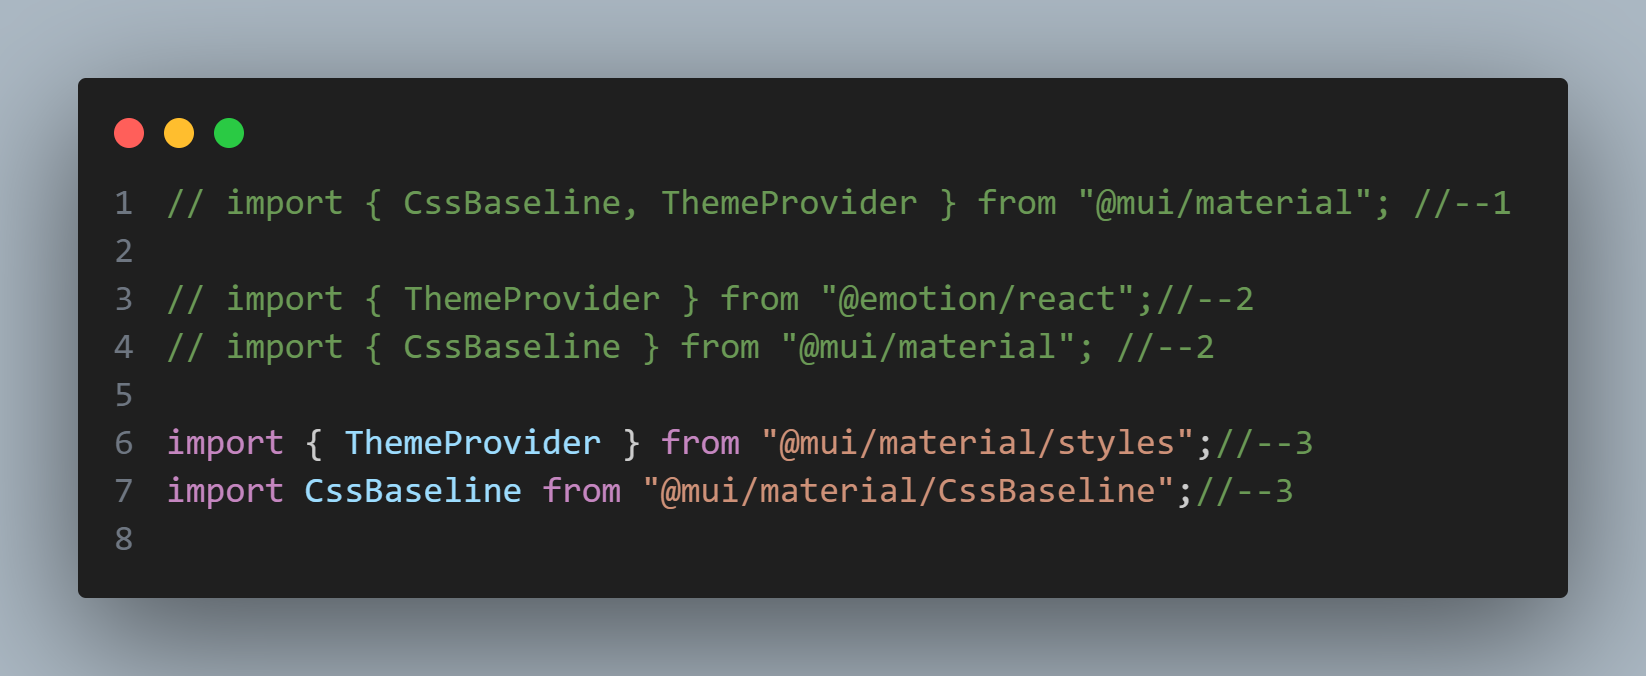 1 // import { CssBaseline, ThemeProvider } from "@mui/material"; //--1
2
3 // import { ThemeProvider } from "@emotion/react";//--2
4 // import { CssBaseline } from "@mui/material"; //--2
5
6 import { ThemeProvider } from "@mui/material/styles";//--3
7 import CssBaseline from "@mui/material/CssBaseline";//--3
8